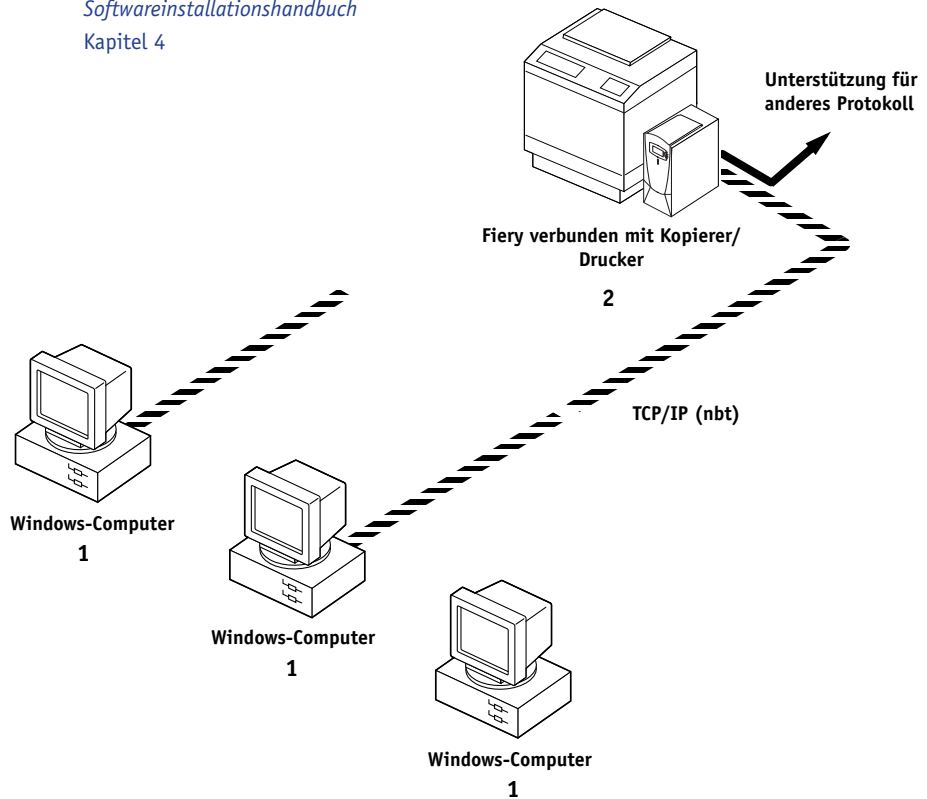 Softwareinstallationshandbuch
Kapitel 4
Unterstützung für
anderes Protokoll
Fiery verbunden mit Kopierer/
Drucker
2
TCP/IP (nbt)
Windows-Computer
1
Windows-Computer
1
Windows-Computer
1